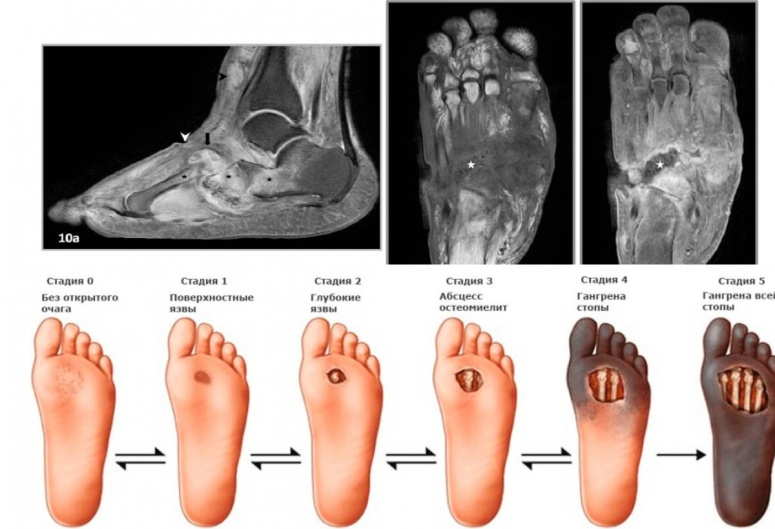 10a
Стадия 0
Без открытого
очага
Стадия 1
Поверхностные
язвы
Стадия 2
Глубокие
язвы
Стадия 3
Абсцесс
остеомиелит
Стадия 4
Гангрена
стопы
Стадия 5
Гангрена всей
стопы